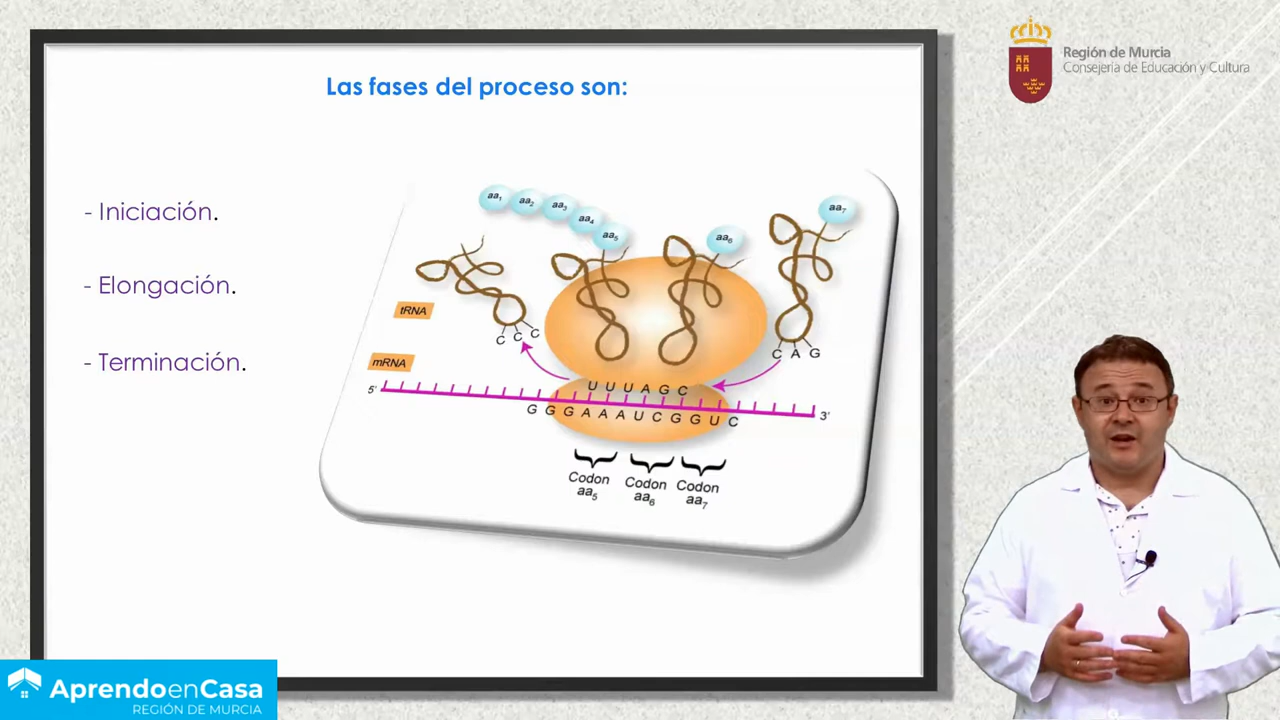 Las fases del proceso son:
- Iniciación.
- Elongación.
- Terminación.
aa1 aa2 aa3 aa4 aa5
aa6
aa7
tRNA
C C C
C A G
mRNA
5'
U U U A G C
G G G A A A U C G G U C
3'
Codon
aa5
Codon
aa6
Codon
aa7
Región de Murcia
Consejería de Educación y Cultura
AprendoenCasa
REGIÓN DE MURCIA